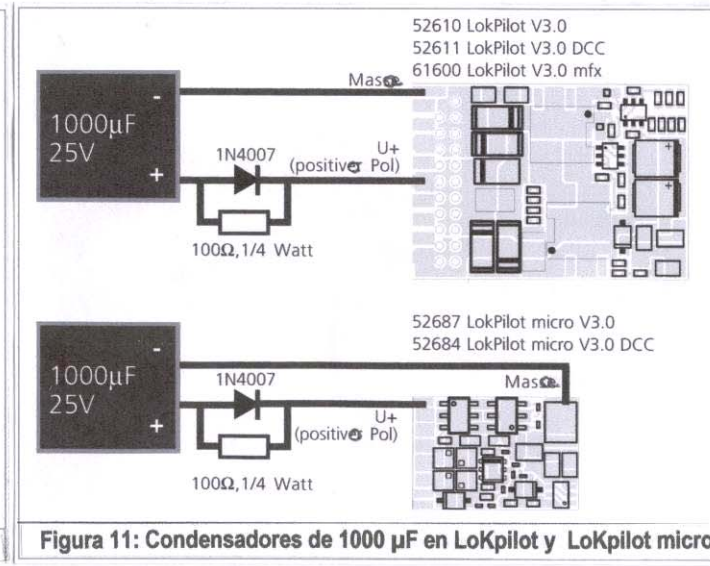 52610 LokPilot V3.0
52611 LokPilot V3.0 DCC
61600 LokPilot V3.0 mfx
Masa
-
1000µF
25V
+
1N4007
U+
(positiver Pol)
100Ω,1/4 Watt
52687 LokPilot micro V3.0
52684 LokPilot micro V3.0 DCC
-
1000µF
25V
+
1N4007
Masa
U+
(positiver Pol)
100Ω,1/4 Watt
Figura 11: Condensadores de 1000 µF en LoKpilot y LoKpilot micro